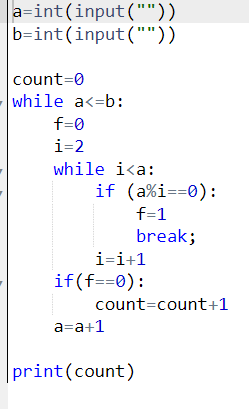 a=int(input(""))
b=int(input(""))

count=0
while a<=b:
    f=0
    i=2
    while i<a:
        if (a%i==0):
            f=1
            break;
        i=i+1
    if(f==0):
        count=count+1
    a=a+1

print(count)